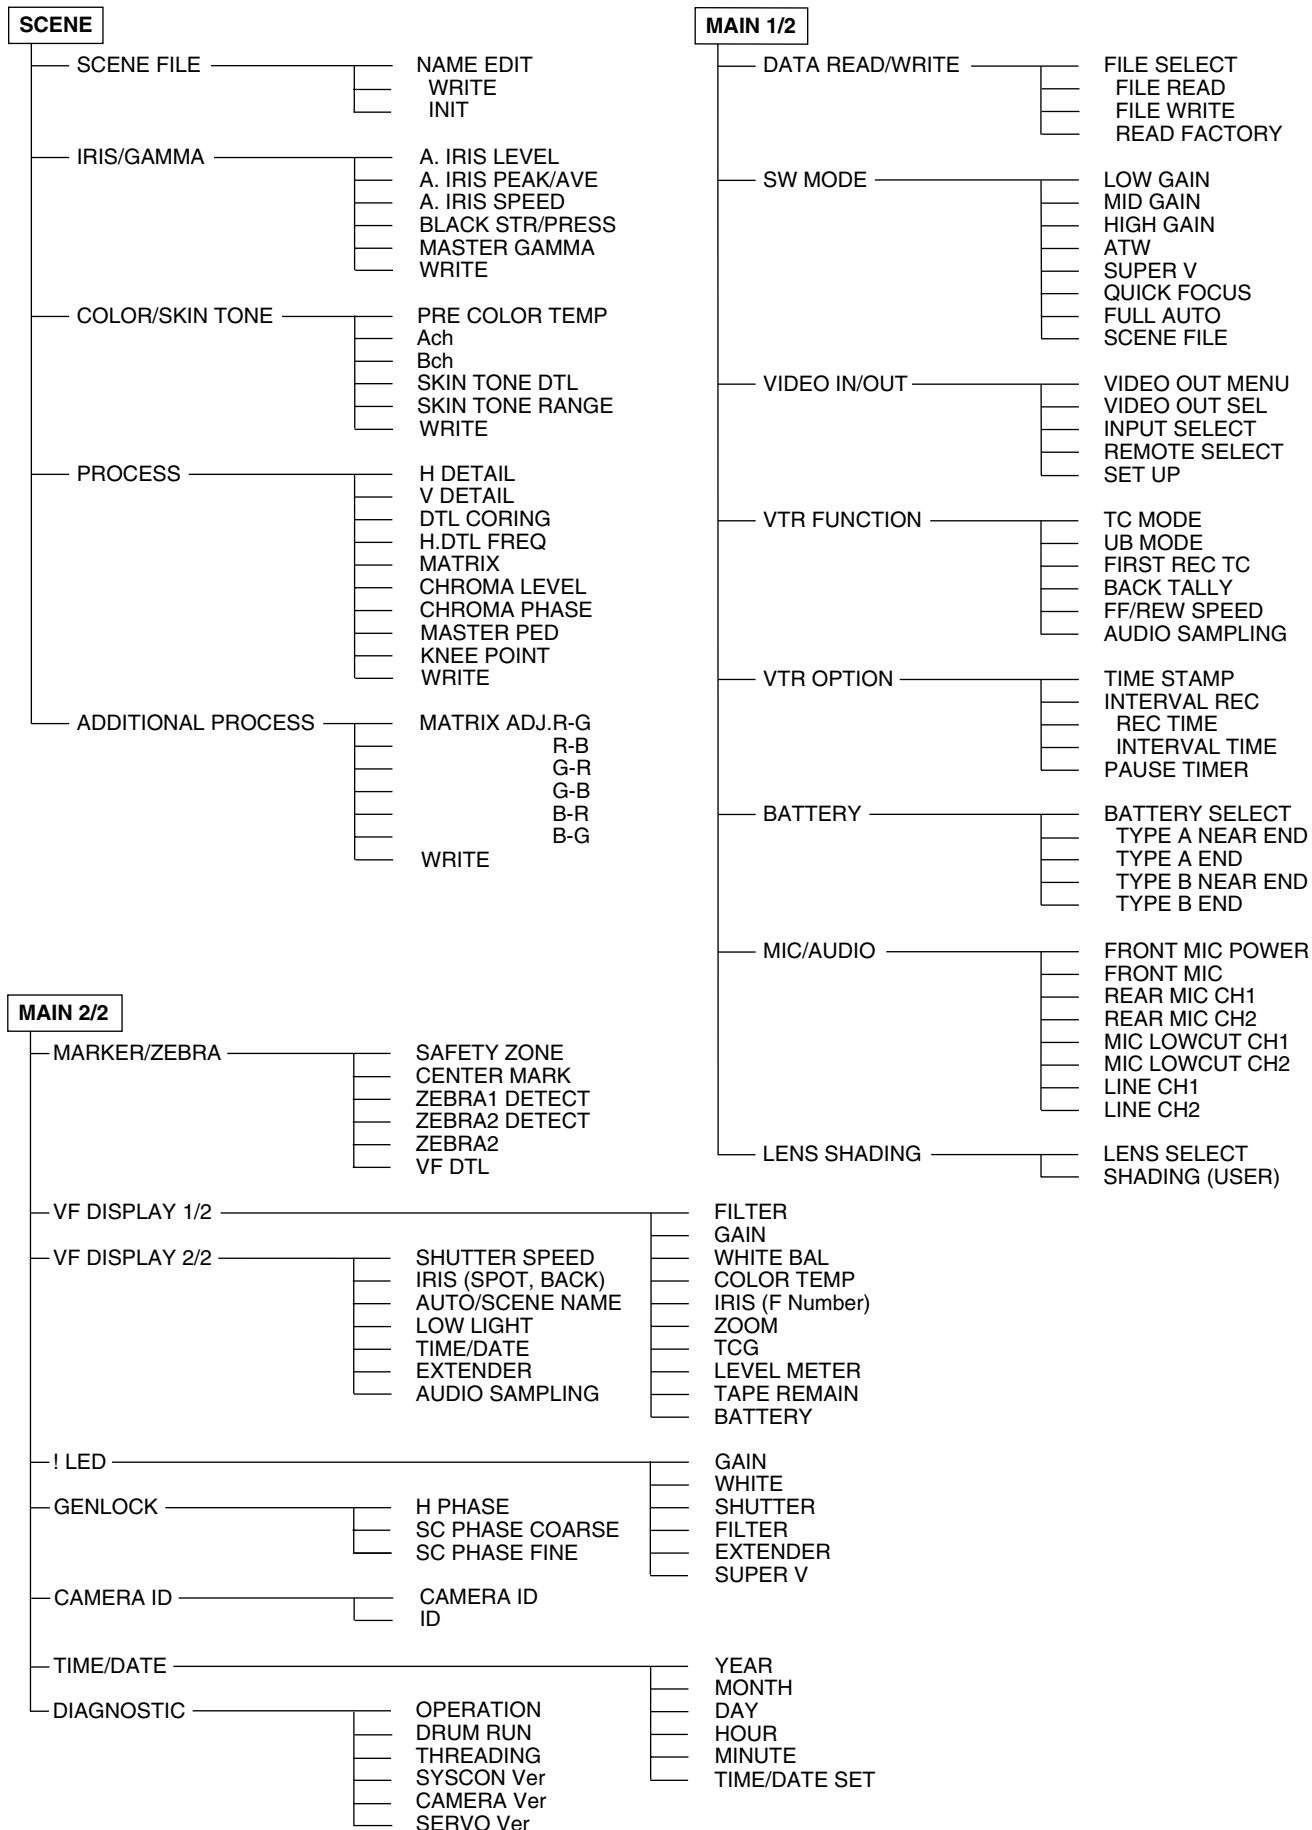 SCENE
SCENE FILE
NAME EDIT
WRITE
INIT
IRIS/GAMMA
A. IRIS LEVEL
A. IRIS PEAK/AVE
A. IRIS SPEED
BLACK STR/PRESS
MASTER GAMMA
WRITE
COLOR/SKIN TONE
PRE COLOR TEMP
Ach
Bch
SKIN TONE DTL
SKIN TONE RANGE
WRITE
PROCESS
H DETAIL
V DETAIL
DTL CORING
H.DTL FREQ
MATRIX
CHROMA LEVEL
CHROMA PHASE
MASTER PED
KNEE POINT
WRITE
ADDITIONAL PROCESS
MATRIX ADJ.R-G
R-B
G-R
G-B
B-R
B-G
WRITE
MAIN 1/2
DATA READ/WRITE
FILE SELECT
FILE READ
FILE WRITE
READ FACTORY
SW MODE
LOW GAIN
MID GAIN
HIGH GAIN
ATW
SUPER V
QUICK FOCUS
FULL AUTO
SCENE FILE
VIDEO IN/OUT
VIDEO OUT MENU
VIDEO OUT SEL
INPUT SELECT
REMOTE SELECT
SET UP
VTR FUNCTION
TC MODE
UB MODE
FIRST REC TC
BACK TALLY
FF/REW SPEED
AUDIO SAMPLING
VTR OPTION
TIME STAMP
INTERVAL REC
REC TIME
INTERVAL TIME
PAUSE TIMER
BATTERY
BATTERY SELECT
TYPE A NEAR END
TYPE A END
TYPE B NEAR END
TYPE B END
MIC/AUDIO
FRONT MIC POWER
FRONT MIC
REAR MIC CH1
REAR MIC CH2
MIC LOWCUT CH1
MIC LOWCUT CH2
LINE CH1
LINE CH2
LENS SHADING
LENS SELECT
SHADING (USER)
MAIN 2/2
MARKER/ZEBRA
SAFETY ZONE
CENTER MARK
ZEBRA1 DETECT
ZEBRA2 DETECT
ZEBRA2
VF DTL
VF DISPLAY 1/2
FILTER
GAIN
WHITE BAL
COLOR TEMP
IRIS (F Number)
ZOOM
TCG
LEVEL METER
TAPE REMAIN
BATTERY
VF DISPLAY 2/2
SHUTTER SPEED
IRIS (SPOT, BACK)
AUTO/SCENE NAME
LOW LIGHT
TIME/DATE
EXTENDER
AUDIO SAMPLING
! LED
GAIN
WHITE
SHUTTER
FILTER
EXTENDER
SUPER V
GENLOCK
H PHASE
SC PHASE COARSE
SC PHASE FINE
CAMERA ID
CAMERA ID
ID
TIME/DATE
YEAR
MONTH
DAY
HOUR
MINUTE
TIME/DATE SET
DIAGNOSTIC
OPERATION
DRUM RUN
THREADING
SYSCON Ver
CAMERA Ver
SERVO Ver